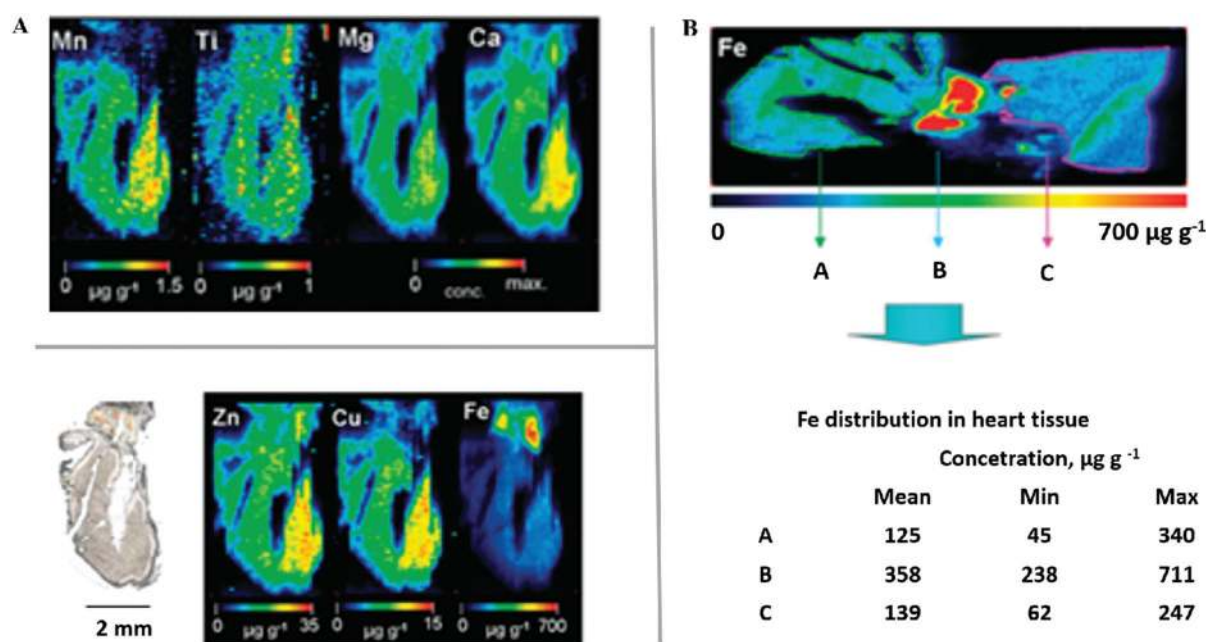 A
Mn Ti Mg Ca
0 µg g⁻¹ 1.5 0 µg g⁻¹ 1 0 conc. max.
2 mm
Zn Cu Fe
0 µg g⁻¹ 35 0 µg g⁻¹ 15 0 µg g⁻¹ 700
B
Fe
0 700 µg g⁻¹
A B C
Fe distribution in heart tissue
Concetration, µg g ⁻¹
Mean Min Max
A 125 45 340
B 358 238 711
C 139 62 247